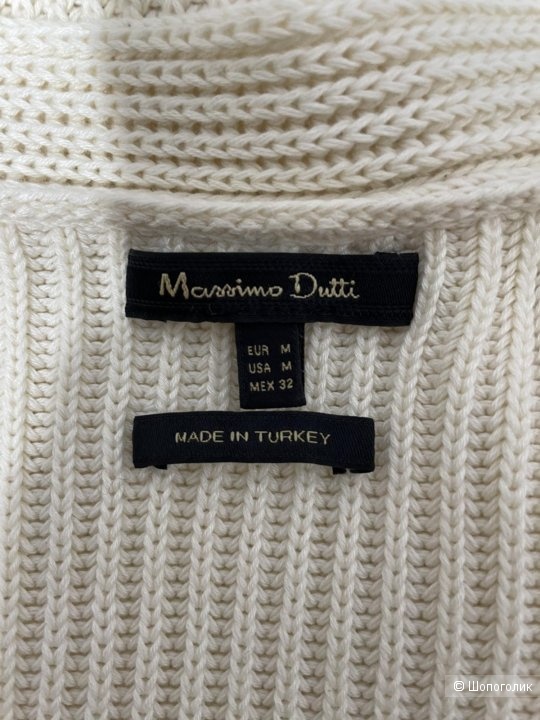 Massimo Dutti
EUR M
USA M
MEX 32
MADE IN TURKEY
© Шопоголик